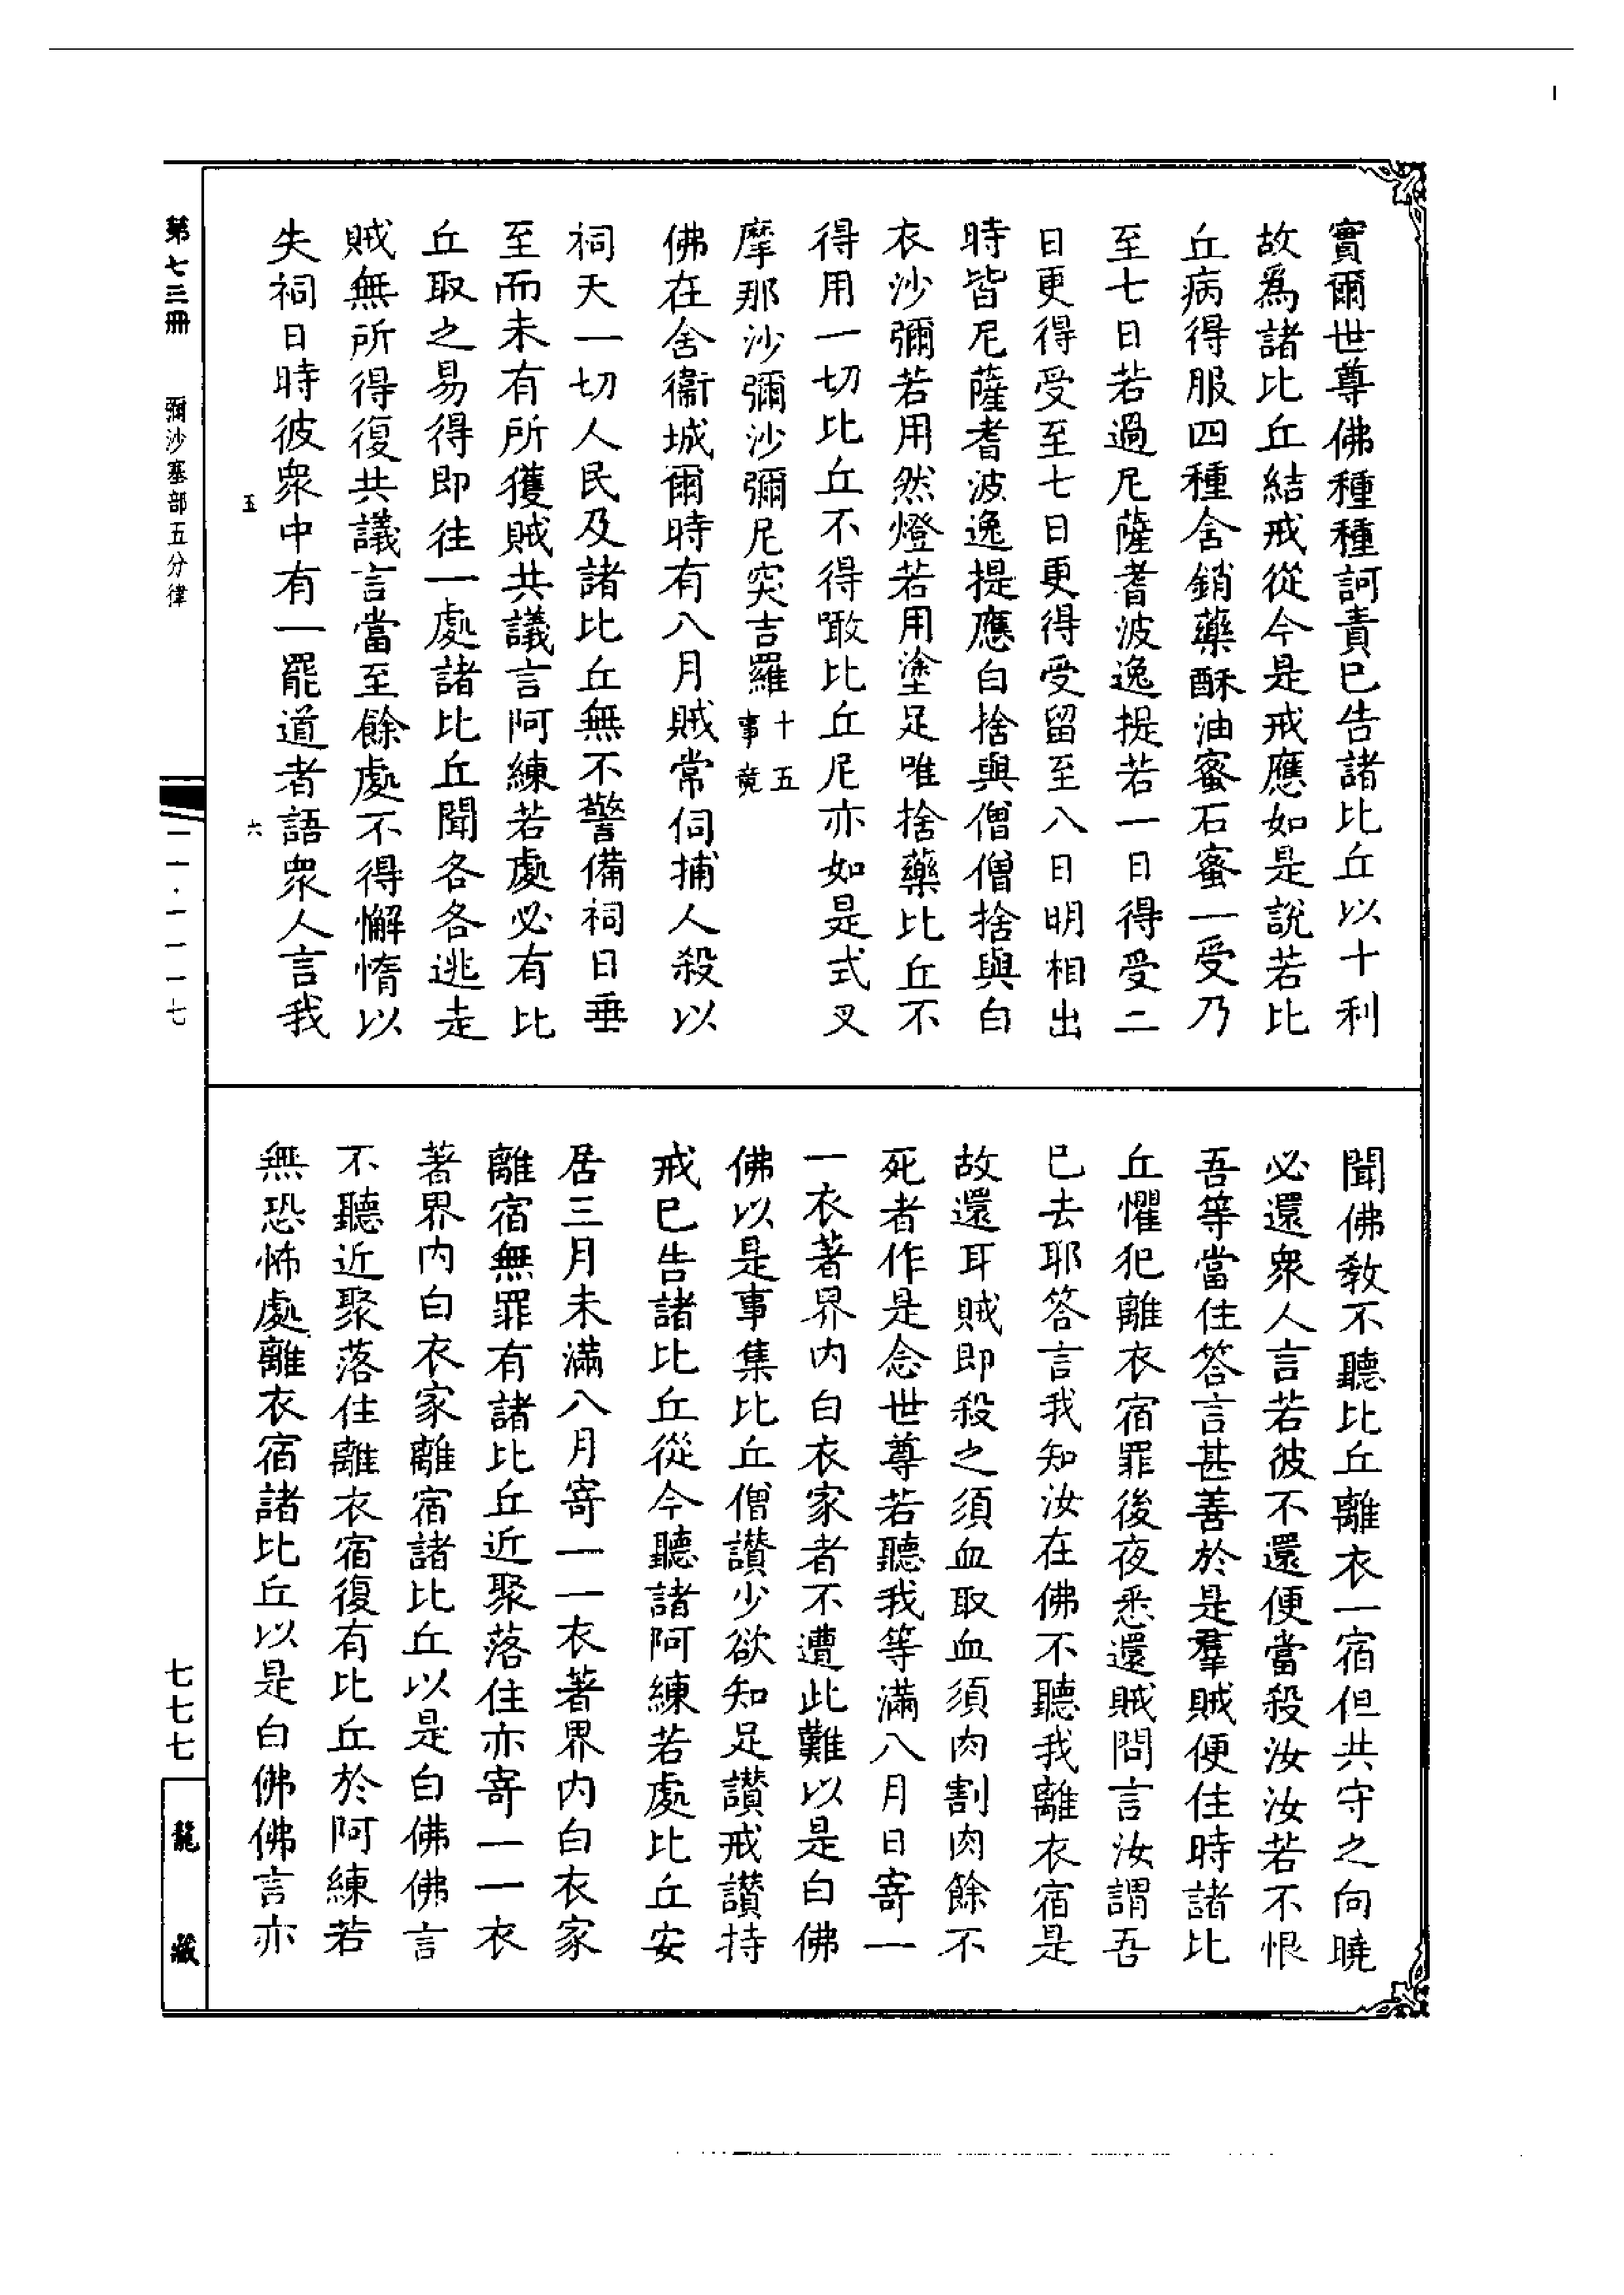 實爾世尊佛種種訶責已告諸比丘以十利
故爲諸比丘結戒從今是戒應如是說若比
丘病得服四種含銷藥酥油蜜石蜜一受乃
至七日若過尼薩耆波逸提若一日得受二
日更得受至七日更得受留至八日明相出
時皆尼薩耆波逸提應白捨與僧僧捨與白
衣沙彌若用然燈若用塗足唯捨藥比丘不
得用一切比丘不得噉比丘尼亦如是式叉
摩那沙彌沙彌尼突吉羅十五事竟
佛在舍衞城爾時有八月賊常伺捕人殺以
祠天一切人民及諸比丘無不警備祠日垂
至而未有所獲賊共議言阿練若處必有比
丘取之易得即往一處諸比丘聞各各逃走
賊無所得復共議言當至餘處不得懈惰以
失祠日時彼衆中有一罷道者語衆人言我
聞佛敎不聽比丘離衣一宿但共守之向曉
必還衆人言若彼不還便當殺汝汝若不恨
吾等當住答言甚善於是羣賊便住時諸比
丘懼犯離衣宿罪後夜悉還賊問言汝謂吾
已去耶答言我知汝在佛不聽我離衣宿是
故還耳賊即殺之須血取血須肉割肉餘不
死者作是念世尊若聽我等滿八月日寄一
一衣著界内白衣家者不遭此難以是白佛
佛以是事集比丘僧讃少欲知足讃戒讃持
戒已告諸比丘從今聽諸阿練若處比丘安
居三月未滿八月寄一一衣著界内白衣家
離宿無罪有諸比丘近聚落住亦寄一一衣
著界内白衣家離宿諸比丘以是白佛佛言
不聽近聚落住離衣宿復有比丘於阿練若
無恐怖處離衣宿諸比丘以是白佛佛言亦
五
六
第七三冊
彌沙塞部五分律
一一·一一一七
七七七
龍藏